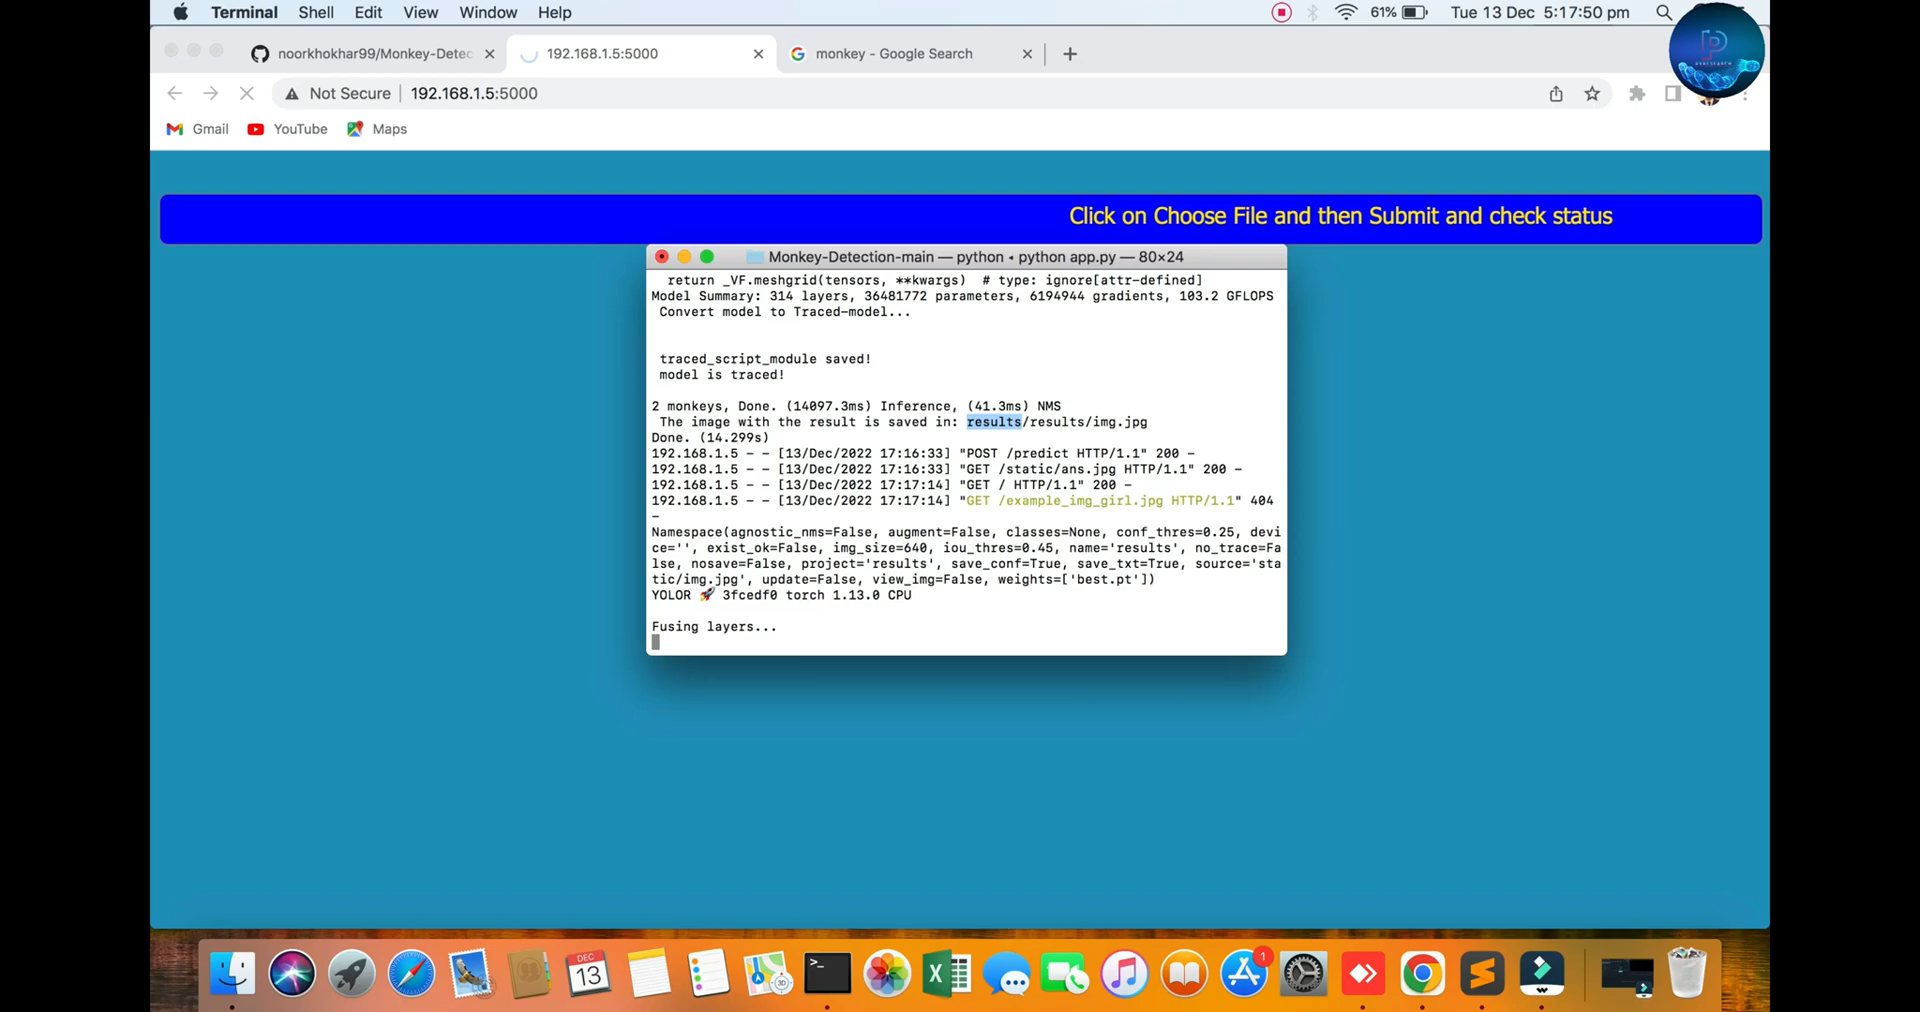 Terminal Shell Edit View Window Help 61% Tue 13 Dec 5:17:50 pm
noorkhokhar99/Monkey-Detec 192.168.1.5:5000 monkey - Google Search
Not Secure 192.168.1.5:5000
Gmail YouTube Maps
Click on Choose File and then Submit and check status
Monkey-Detection-main — python ◂ python app.py — 80×24
return _VF.meshgrid(tensors, **kwargs)  # type: ignore[attr-defined]
Model Summary: 314 layers, 36481772 parameters, 6194944 gradients, 103.2 GFLOPS
Convert model to Traced-model...
traced_script_module saved!
model is traced!
2 monkeys, Done. (14097.3ms) Inference, (41.3ms) NMS
The image with the result is saved in: results/results/img.jpg
Done. (14.299s)
192.168.1.5 - - [13/Dec/2022 17:16:33] "POST /predict HTTP/1.1" 200 -
192.168.1.5 - - [13/Dec/2022 17:16:33] "GET /static/ans.jpg HTTP/1.1" 200 -
192.168.1.5 - - [13/Dec/2022 17:17:14] "GET / HTTP/1.1" 200 -
192.168.1.5 - - [13/Dec/2022 17:17:14] "GET /example_img_girl.jpg HTTP/1.1" 404
-
Namespace(agnostic_nms=False, augment=False, classes=None, conf_thres=0.25, devi
ce='', exist_ok=False, img_size=640, iou_thres=0.45, name='results', no_trace=Fa
lse, nosave=False, project='results', save_conf=True, save_txt=True, source='sta
tic/img.jpg', update=False, view_img=False, weights=['best.pt'])
YOLOR 🚀 3fcedf0 torch 1.13.0 CPU
Fusing layers...
DEC
13
3D
>_
X
1